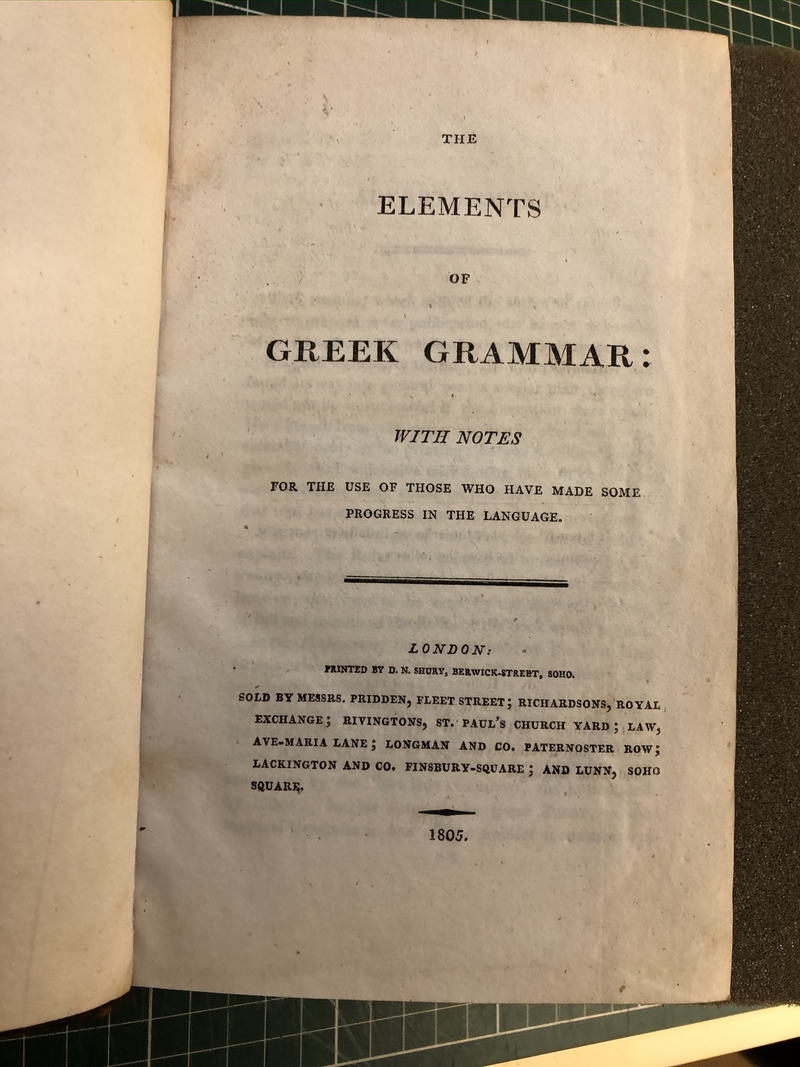 THE
ELEMENTS
OF
GREEK GRAMMAR:
WITH NOTES
FOR THE USE OF THOSE WHO HAVE MADE SOME
PROGRESS IN THE LANGUAGE.
LONDON:
PRINTED BY D. N. SHURY, BERWICK-STREET, SOHO.
SOLD BY MESSRS. PRIDDEN, FLEET STREET; RICHARDSONS, ROYAL
EXCHANGE; RIVINGTONS, ST. PAUL'S CHURCH YARD; LAW,
AVE-MARIA LANE; LONGMAN AND CO. PATERNOSTER ROW;
LACKINGTON AND CO. FINSBURY-SQUARE; AND LUNN, SOHO
SQUARE.
1805.